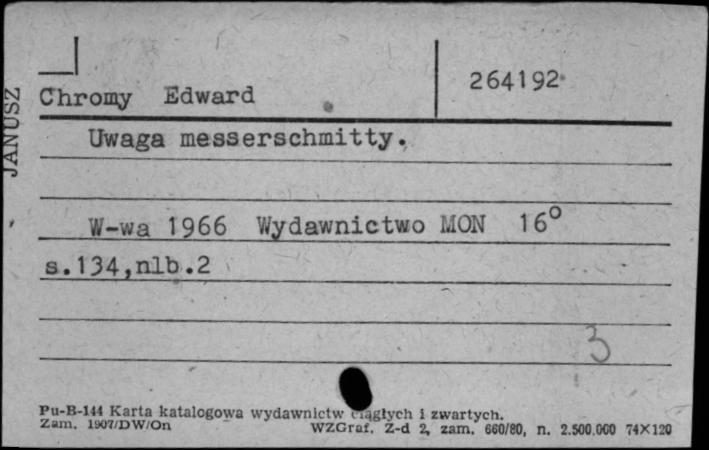 264192
Chromy Edward
JANUSZ
Uwaga messerschmitty.
W-wa 1966 Wydawnictwo MON 16°
s.134,nlb.2
3
Pu-B-144 Karta katalogowa wydawnictw ciągłych i zwartych.
Zam. 1907/DW/On WZGraf. Z-d 2, zam. 660/80, n. 2.500.000 74X120